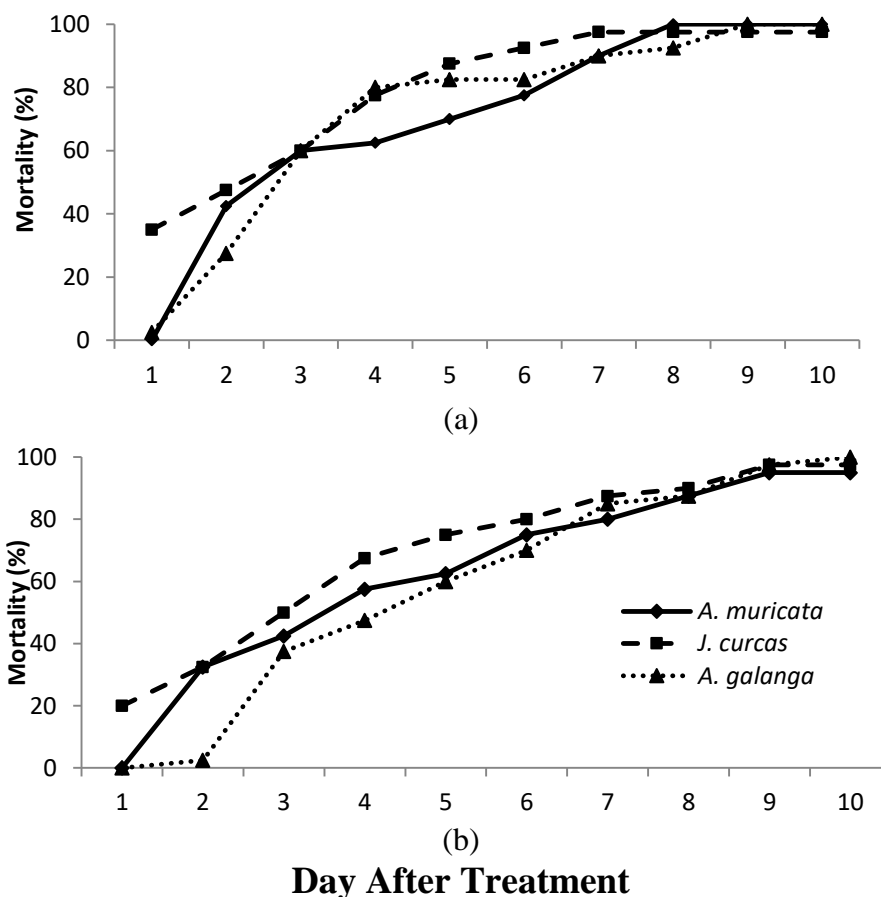 Mortality (%)
100
80
60
40
20
0
1 2 3 4 5 6 7 8 9 10
(a)
Mortality (%)
100
80
60
40
20
0
A. muricata
J. curcas
A. galanga
1 2 3 4 5 6 7 8 9 10
(b)
Day After Treatment